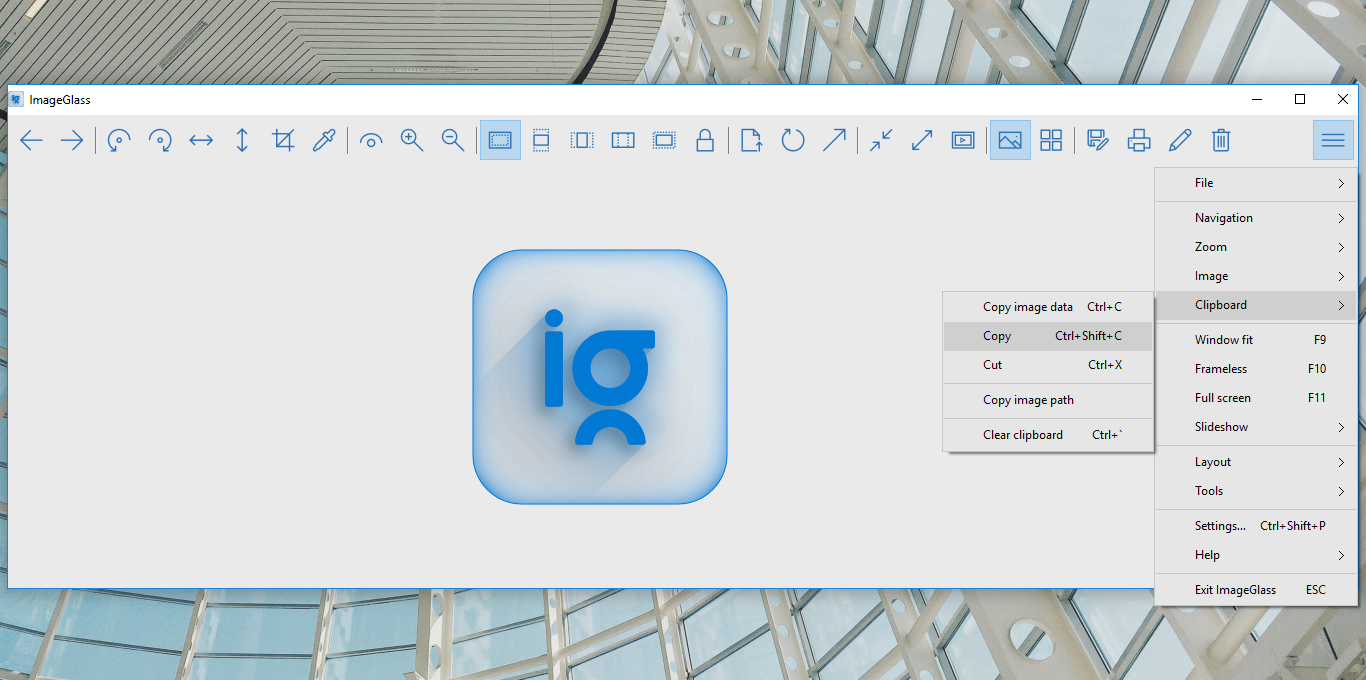 ImageGlass
File
Navigation
Zoom
Image
Clipboard
Window fit F9
Frameless F10
Full screen F11
Slideshow
Layout
Tools
Settings... Ctrl+Shift+P
Help
Exit ImageGlass ESC
Copy image data Ctrl+C
Copy Ctrl+Shift+C
Cut Ctrl+X
Copy image path
Clear clipboard Ctrl+`
ig